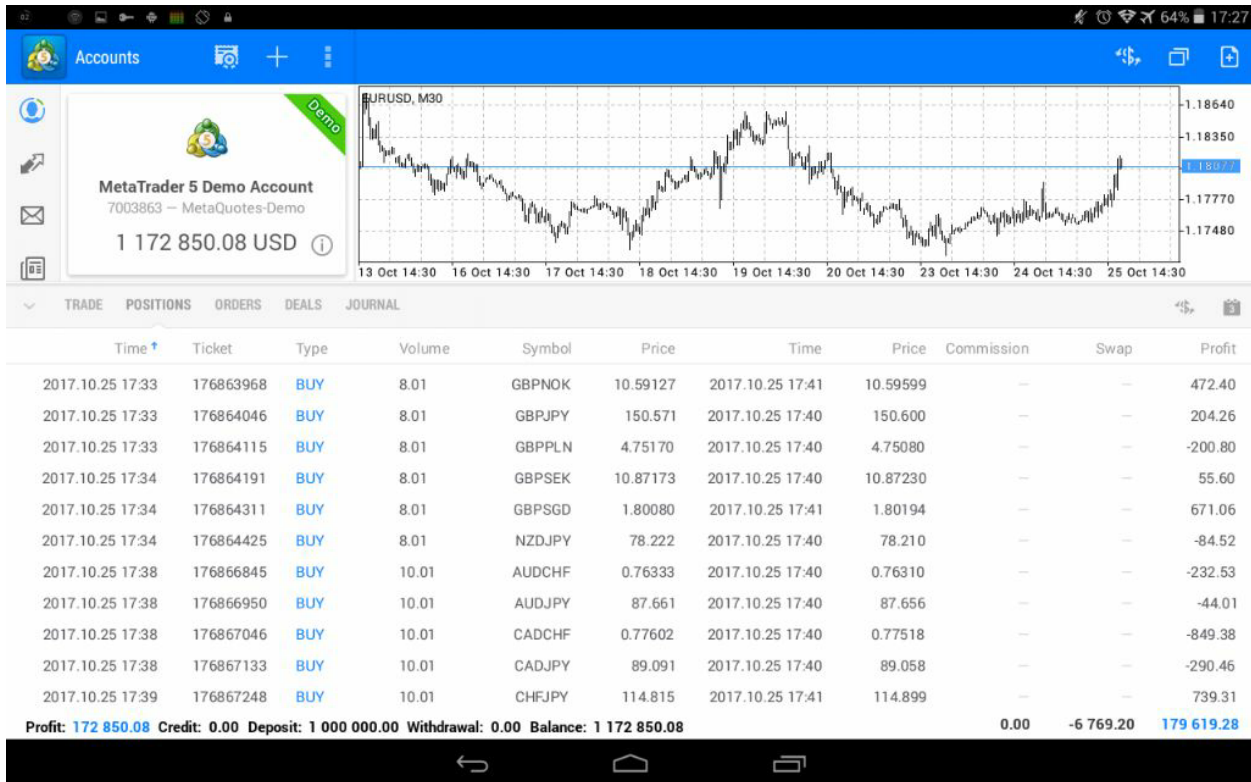 64% 17:27
Accounts
Demo
MetaTrader 5 Demo Account
7003863 — MetaQuotes-Demo
1 172 850.08 USD
EURUSD, M30
1.18640
1.18350
1.18077
1.17770
1.17480
13 Oct 14:30 16 Oct 14:30 17 Oct 14:30 18 Oct 14:30 19 Oct 14:30 20 Oct 14:30 23 Oct 14:30 24 Oct 14:30 25 Oct 14:30
TRADE POSITIONS ORDERS DEALS JOURNAL
Time Ticket Type Volume Symbol Price Time Price Commission Swap Profit
2017.10.25 17:33 176863968 BUY 8.01 GBPNOK 10.59127 2017.10.25 17:41 10.59599 — — 472.40
2017.10.25 17:33 176864046 BUY 8.01 GBPJPY 150.571 2017.10.25 17:40 150.600 — — 204.26
2017.10.25 17:33 176864115 BUY 8.01 GBPPLN 4.75170 2017.10.25 17:40 4.75080 — — -200.80
2017.10.25 17:34 176864191 BUY 8.01 GBPSEK 10.87173 2017.10.25 17:40 10.87230 — — 55.60
2017.10.25 17:34 176864311 BUY 8.01 GBPSGD 1.80080 2017.10.25 17:41 1.80194 — — 671.06
2017.10.25 17:34 176864425 BUY 8.01 NZDJPY 78.222 2017.10.25 17:40 78.210 — — -84.52
2017.10.25 17:38 176866845 BUY 10.01 AUDCHF 0.76333 2017.10.25 17:40 0.76310 — — -232.53
2017.10.25 17:38 176866950 BUY 10.01 AUDJPY 87.661 2017.10.25 17:40 87.656 — — -44.01
2017.10.25 17:38 176867046 BUY 10.01 CADCHF 0.77602 2017.10.25 17:40 0.77518 — — -849.38
2017.10.25 17:38 176867133 BUY 10.01 CADJPY 89.091 2017.10.25 17:40 89.058 — — -290.46
2017.10.25 17:39 176867248 BUY 10.01 CHFJPY 114.815 2017.10.25 17:41 114.899 — — 739.31
Profit: 172 850.08 Credit: 0.00 Deposit: 1 000 000.00 Withdrawal: 0.00 Balance: 1 172 850.08 0.00 -6 769.20 179 619.28